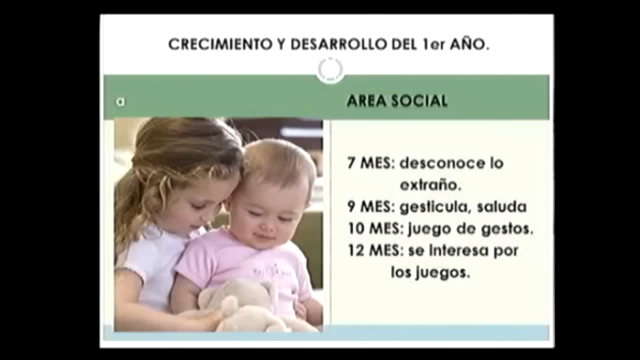 CRECIMIENTO Y DESARROLLO DEL 1er AÑO.
a
AREA SOCIAL
7 MES: desconoce lo
extraño.
9 MES: gesticula, saluda
10 MES: juego de gestos.
12 MES: se interesa por
los juegos.